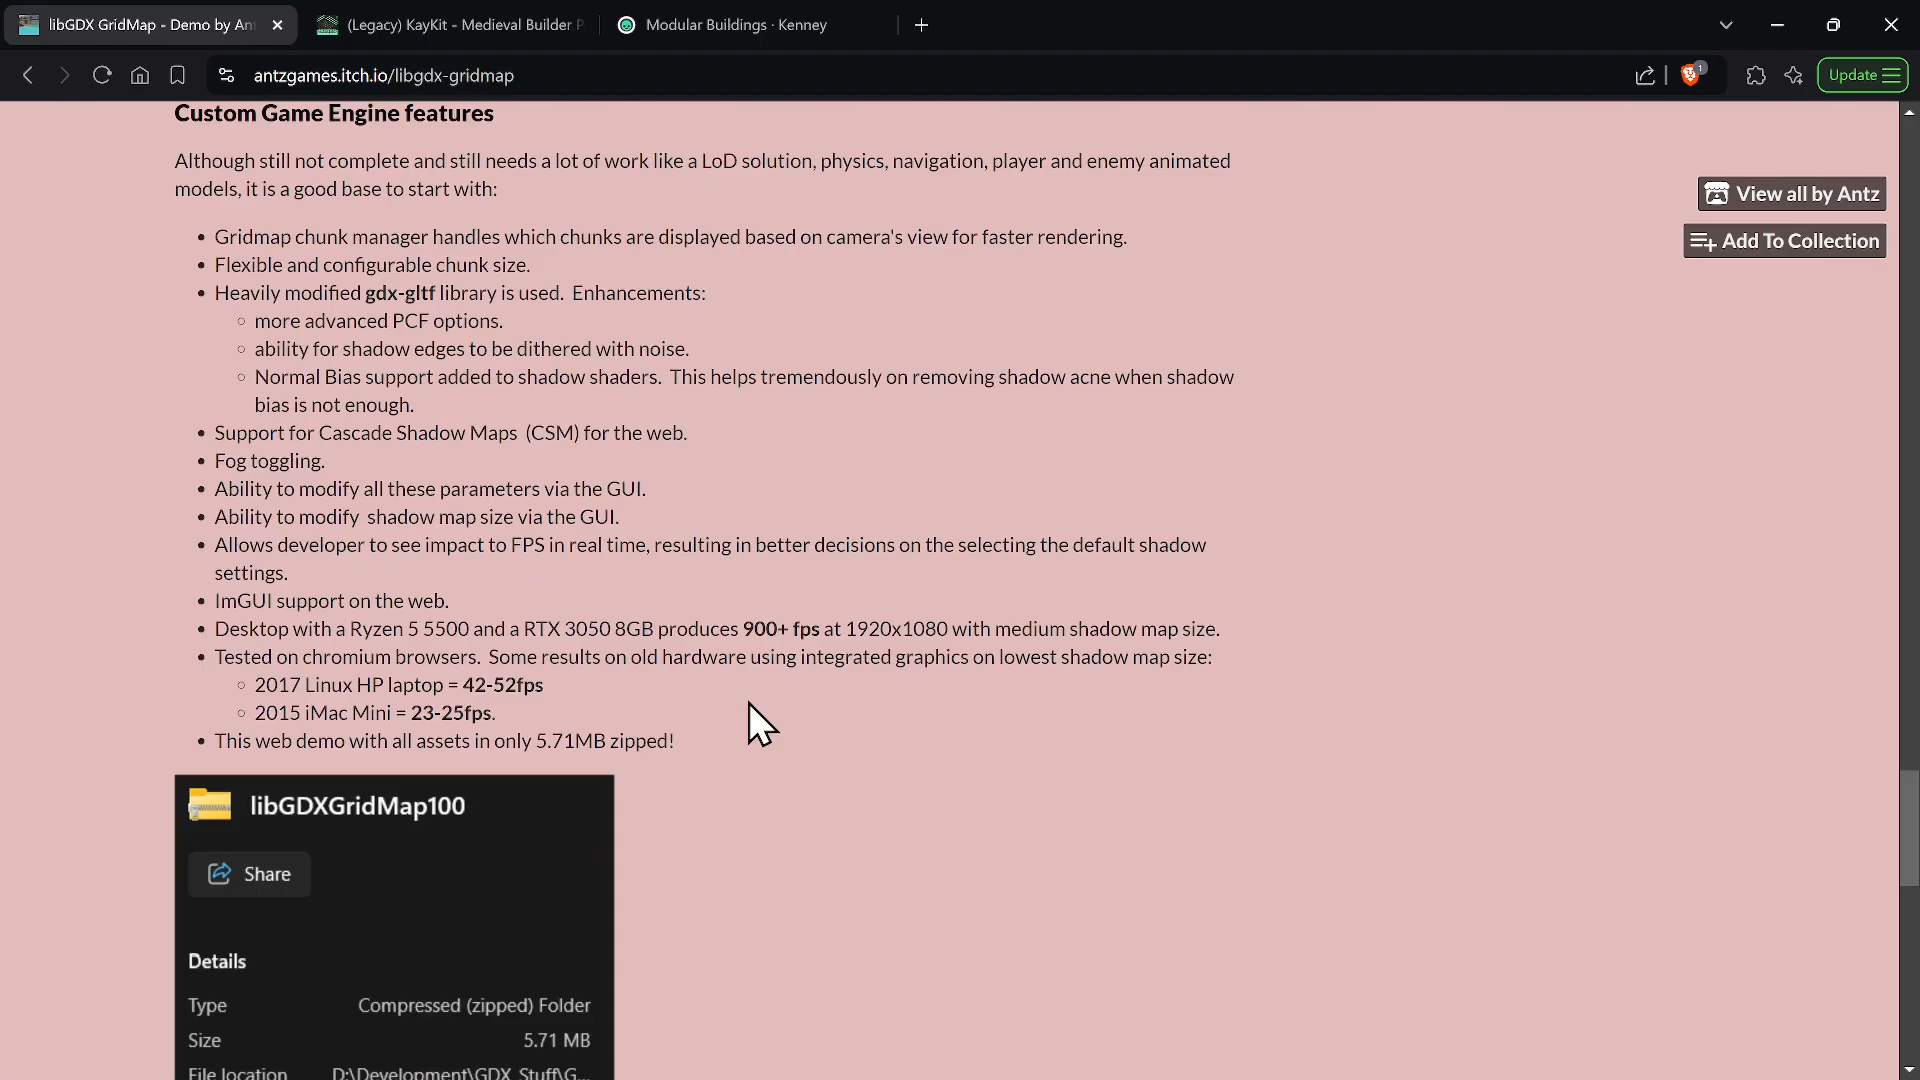 libGDX GridMap - Demo by An
(Legacy) KayKit - Medieval Builder P
Modular Buildings · Kenney
antzgames.itch.io/libgdx-gridmap
1
Update
Custom Game Engine features
Although still not complete and still needs a lot of work like a LoD solution, physics, navigation, player and enemy animated
models, it is a good base to start with:
View all by Antz
Add To Collection
• Gridmap chunk manager handles which chunks are displayed based on camera's view for faster rendering.
• Flexible and configurable chunk size.
• Heavily modified gdx-gltf library is used.  Enhancements:
◦ more advanced PCF options.
◦ ability for shadow edges to be dithered with noise.
◦ Normal Bias support added to shadow shaders.  This helps tremendously on removing shadow acne when shadow
bias is not enough.
• Support for Cascade Shadow Maps  (CSM) for the web.
• Fog toggling.
• Ability to modify all these parameters via the GUI.
• Ability to modify  shadow map size via the GUI.
• Allows developer to see impact to FPS in real time, resulting in better decisions on the selecting the default shadow
settings.
• ImGUI support on the web.
• Desktop with a Ryzen 5 5500 and a RTX 3050 8GB produces 900+ fps at 1920x1080 with medium shadow map size.
• Tested on chromium browsers.  Some results on old hardware using integrated graphics on lowest shadow map size:
◦ 2017 Linux HP laptop = 42-52fps
◦ 2015 iMac Mini = 23-25fps.
• This web demo with all assets in only 5.71MB zipped!
libGDXGridMap100
Share
Details
Type Compressed (zipped) Folder
Size 5.71 MB
File location D:\Development\GDX_Stuff\G...